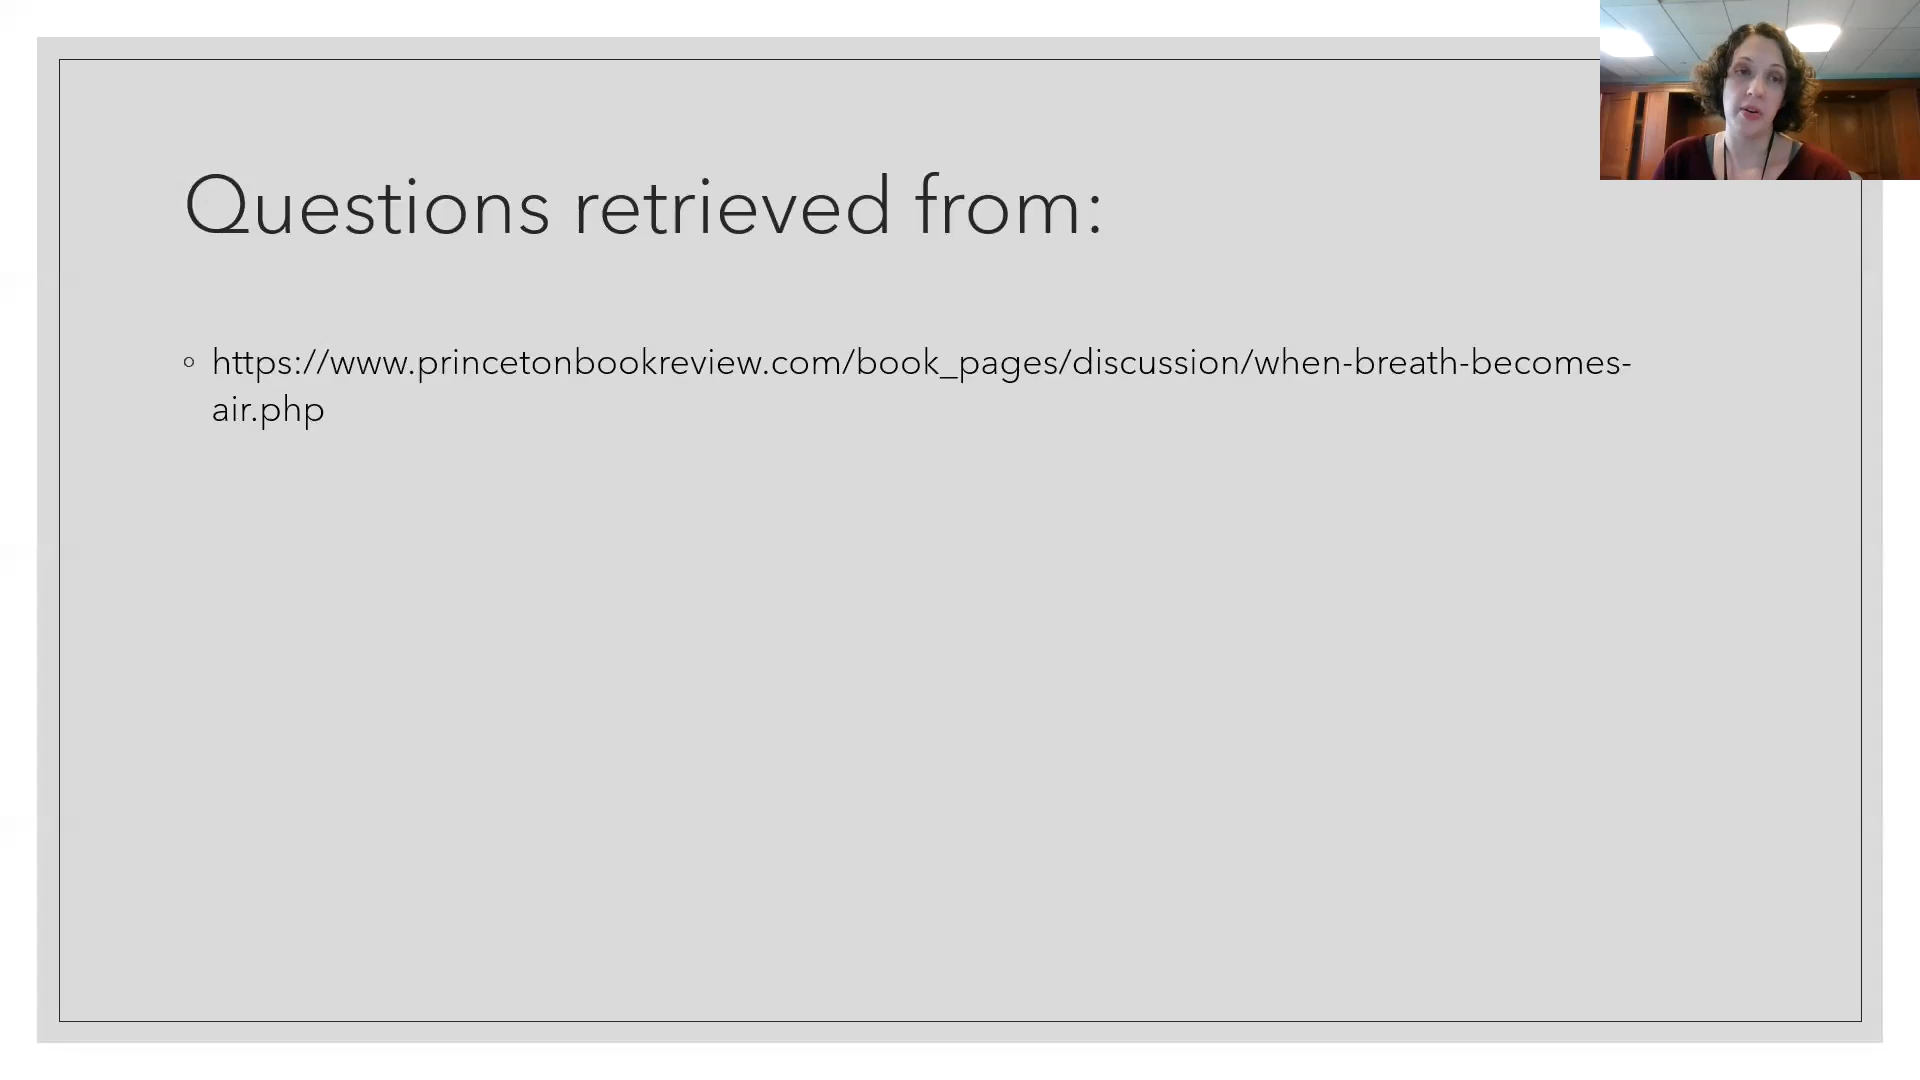 Questions retrieved from:
https://www.princetonbookreview.com/book_pages/discussion/when-breath-becomes-
air.php